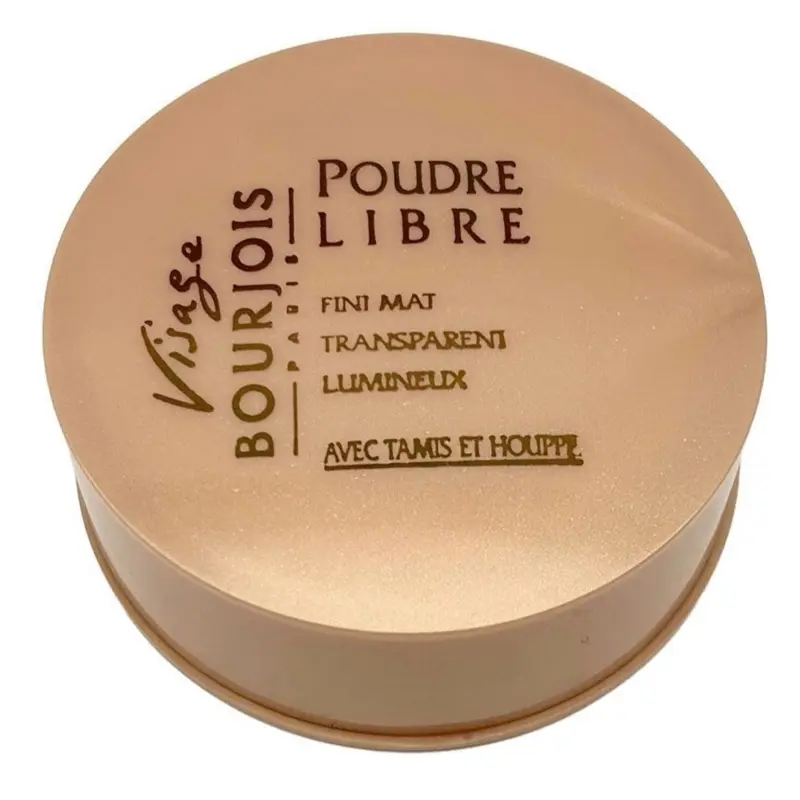 Visage
BOURJOIS
PARIS
POUDRE
LIBRE
FINI MAT
TRANSPARENT
LUMINEUX
AVEC TAMIS ET HOUPPE